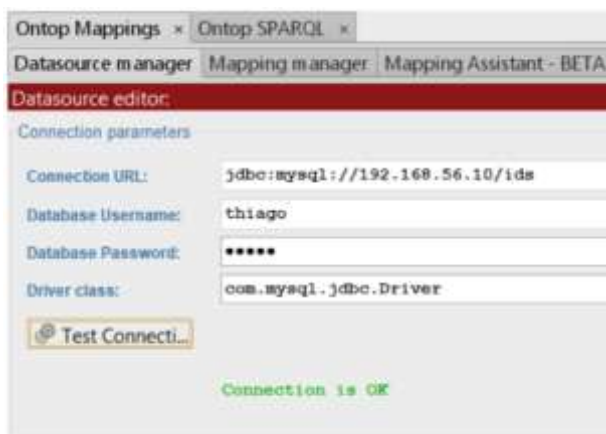 Ontop Mappings × Ontop SPARQL ×
Datasource manager Mapping manager Mapping Assistant - BETA
Datasource editor:
Connection parameters
Connection URL: jdbc:mysql://192.168.56.10/ids
Database Username: thiago
Database Password: •••••
Driver class: com.mysql.jdbc.Driver
Test Connecti...
Connection is OK